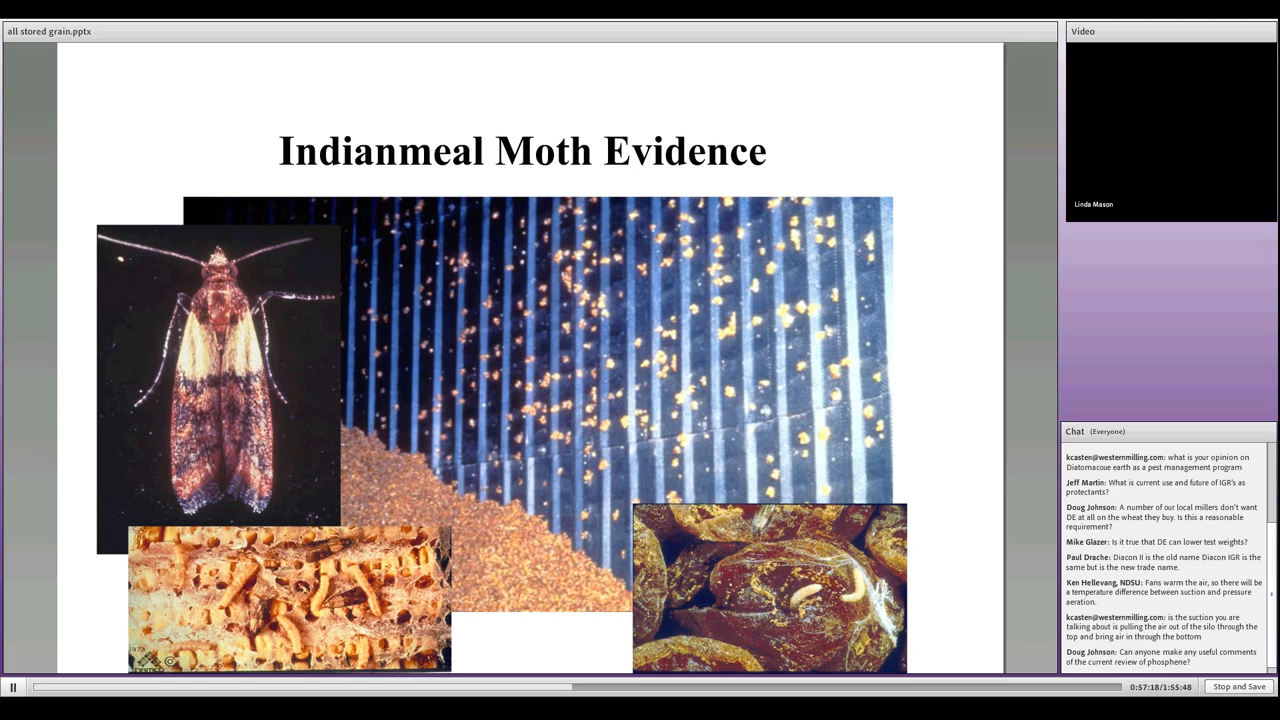 all stored grain.pptx
Indianmeal Moth Evidence
Video
Linda Mason
Chat (Everyone)
kcasten@westernmilling.com: what is your opinion on
Diatomacoue earth as a pest management program
Jeff Martin: What is current use and future of IGR's as
protectants?
Doug Johnson: A number of our local millers don't want
DE at all on the wheat they buy. Is this a reasonable
requirement?
Mike Glazer: Is it true that DE can lower test weights?
Paul Drache: Diacon II is the old name Diacon IGR is the
same but is the new trade name.
Ken Hellevang, NDSU: Fans warm the air, so there will be
a temperature difference between suction and pressure
aeration.
kcasten@westernmilling.com: is the suction you are
talking about is pulling the air out of the silo through the
top and bring air in through the bottom
Doug Johnson: Can anyone make any useful comments
of the current review of phosphene?
0:57:18/1:55:48
Stop and Save